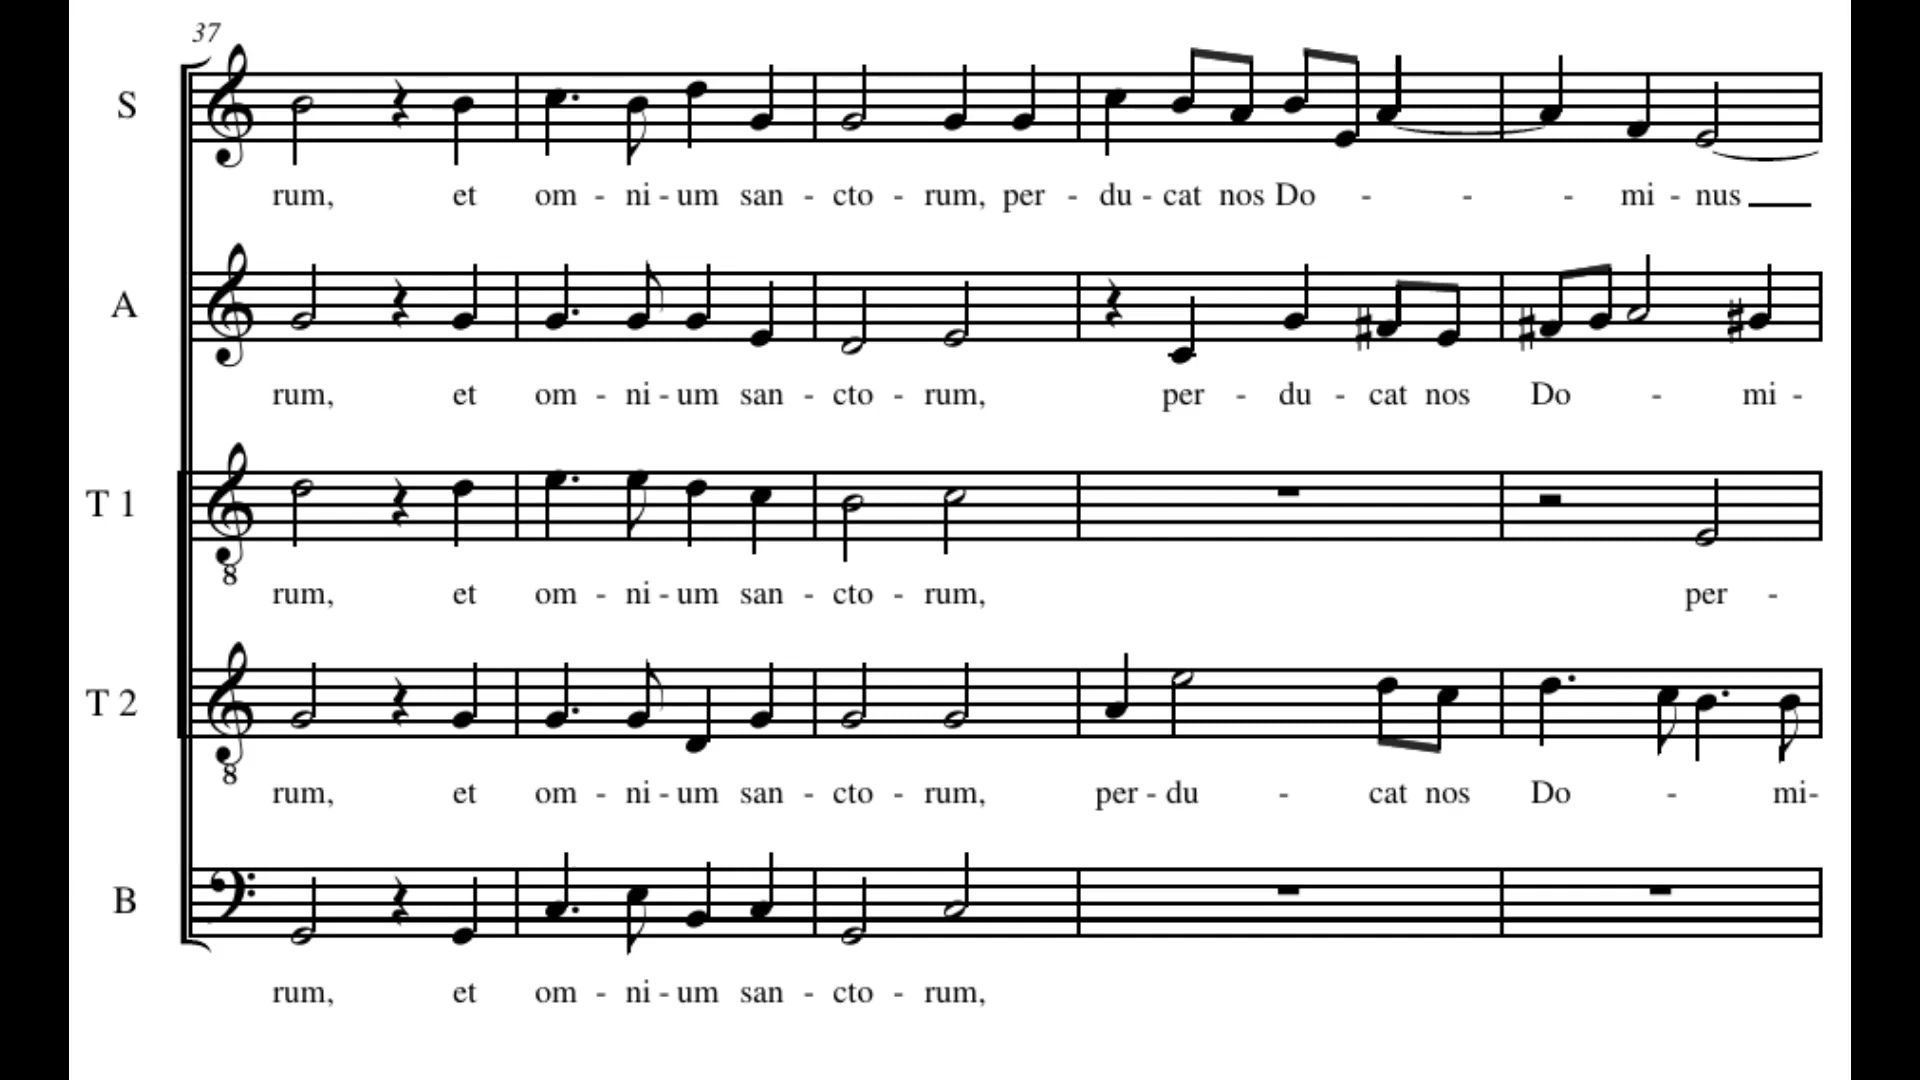 37
S
rum, et om - ni - um san - cto - rum, per - du - cat nos Do - - - mi - nus
A
rum, et om - ni - um san - cto - rum, per - du - cat nos Do - mi -
T 1
8
rum, et om - ni - um san - cto - rum, per -
T 2
8
rum, et om - ni - um san - cto - rum, per - du - cat nos Do - mi-
B
rum, et om - ni - um san - cto - rum,